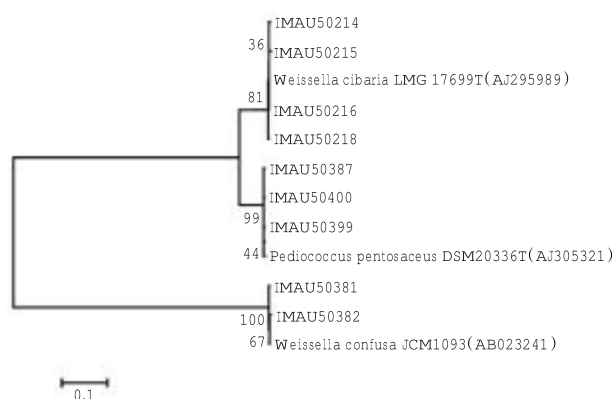 IMAU50214
36
IMAU50215
Weissella cibaria LMG 17699T(AJ295989)
81
IMAU50216
IMAU50218
IMAU50387
IMAU50400
99
IMAU50399
44
Pediococcus pentosaceus DSM20336T(AJ305321)
IMAU50381
100
IMAU50382
67
Weissella confusa JCM1093(AB023241)
0.1